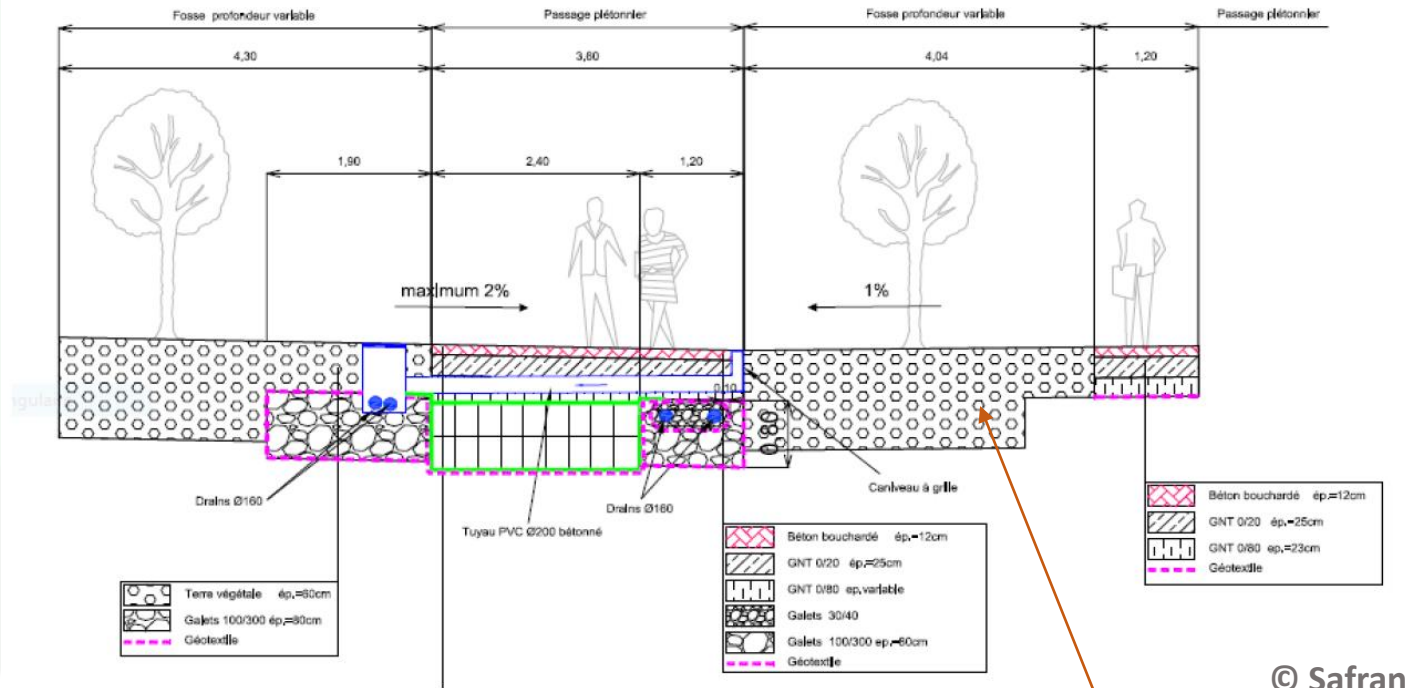 Fosse profondeur variable
Passage piétonnier
Fosse profondeur variable
Passage piétonnier
4,30
3,60
4,04
1,20
1,90
2,40
1,20
maximum 2%
1%
0,10
0,80
Drains Ø160
Tuyau PVC Ø200 bétonné
Drains Ø160
Caniveau à grille
Terre végétale ép.=60cm
Galets 100/300 ép.=80cm
Géotextile
Béton bouchardé ép.=12cm
GNT 0/20 ép.=25cm
GNT 0/80 ep.variable
Galets 30/40
Galets 100/300 ep.=60cm
Géotextile
Béton bouchardé ép.=12cm
GNT 0/20 ép.=25cm
GNT 0/80 ep.=23cm
Géotextile
© Safran